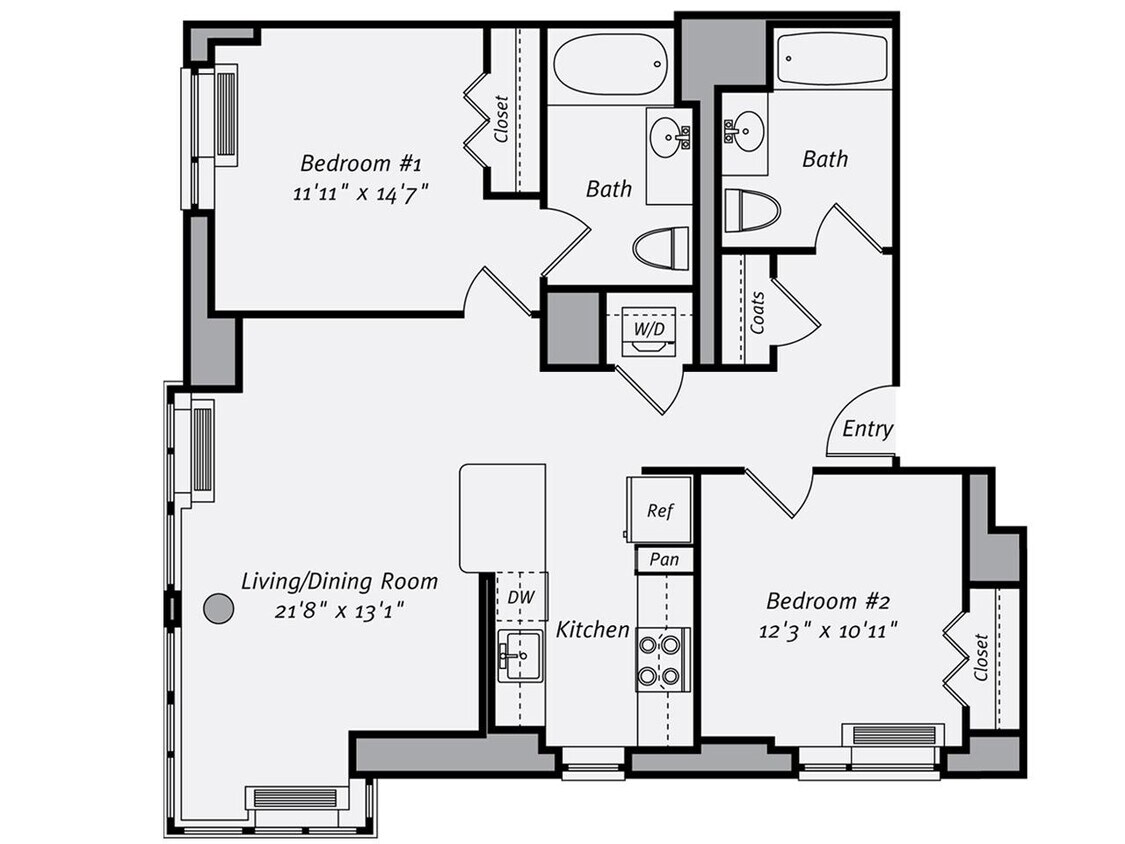 Closet
Bedroom #1
11'11" x 14'7"
Bath
Bath
Coats
W/D
Entry
Ref
Pan
Living/Dining Room
21'8" x 13'1"
DW
Kitchen
Bedroom #2
12'3" x 10'11"
Closet